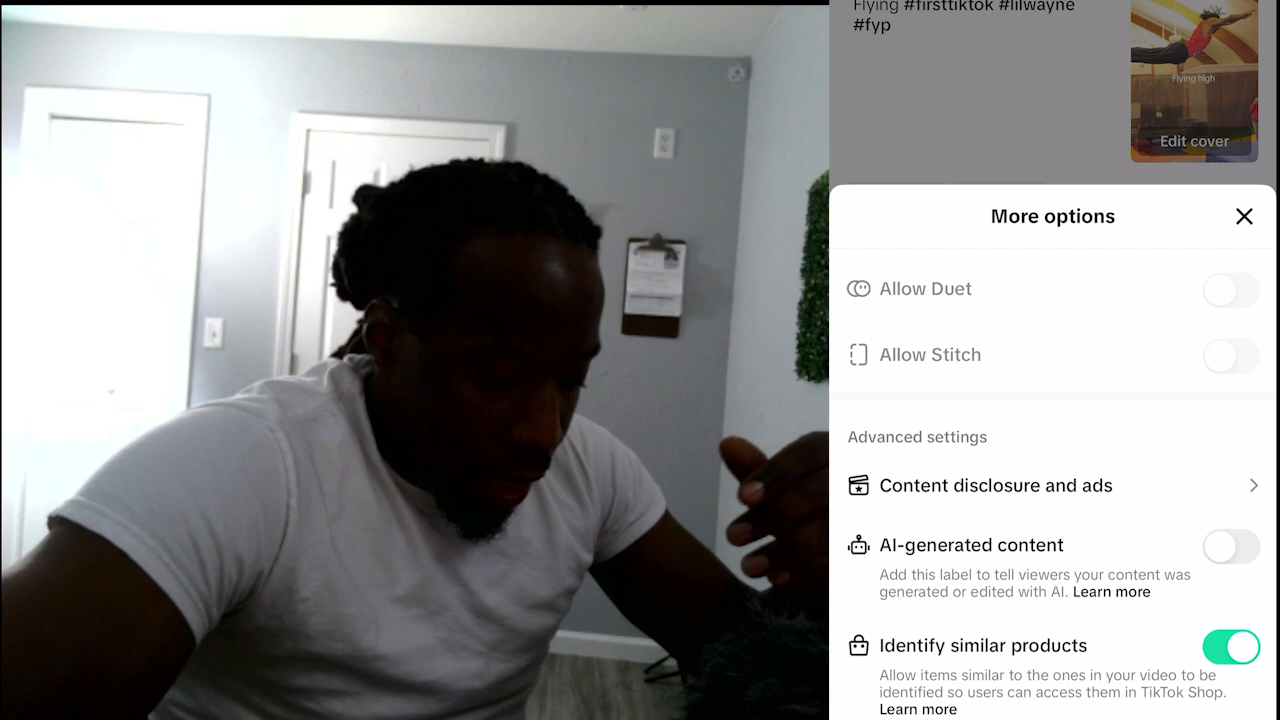 Flying #firsttiktok #lilwayne
#fyp
Flying high
Edit cover
More options
Allow Duet
Allow Stitch
Advanced settings
Content disclosure and ads
AI-generated content
Add this label to tell viewers your content was
generated or edited with AI. Learn more
Identify similar products
Allow items similar to the ones in your video to be
identified so users can access them in TikTok Shop.
Learn more